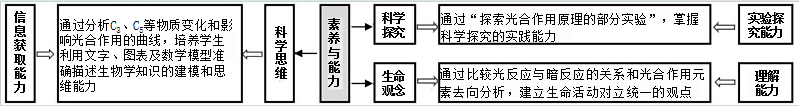 信息获取能力
通过分析C₃、C₅等物质变化和影
响光合作用的曲线，培养学生
利用文字、图表及数学模型准
确描述生物学知识的建模和思
维能力
科学思维
素养与能力
科学
探究
通过“探索光合作用原理的部分实验”，掌握
科学探究的实践能力
实验探
究能力
生命
观念
通过比较光反应与暗反应的关系和光合作用元
素去向分析，建立生命活动对立统一的观点
理解
能力